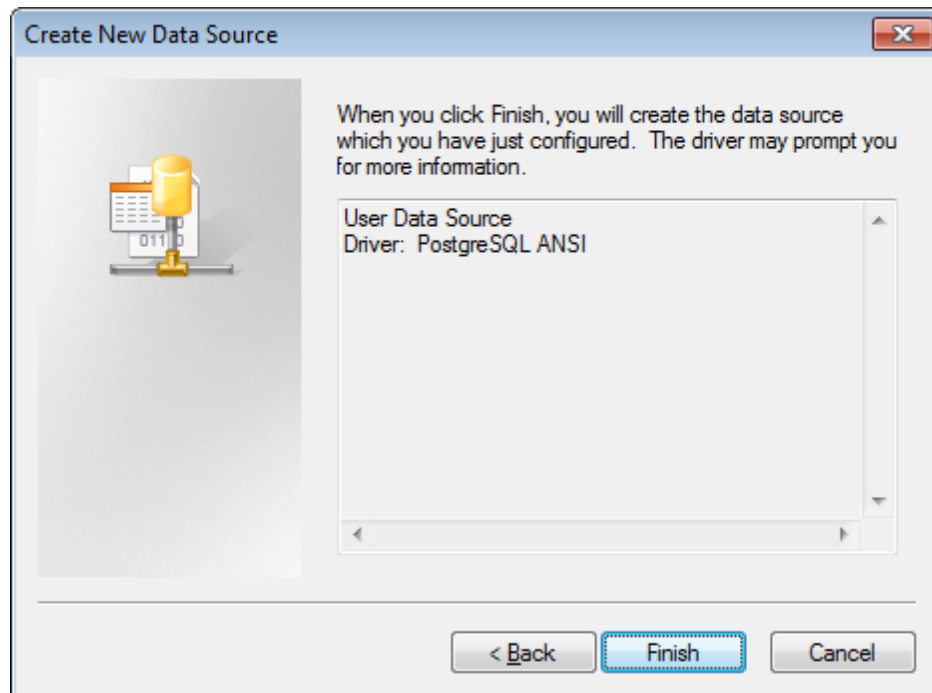 Create New Data Source
When you click Finish, you will create the data source
which you have just configured.  The driver may prompt you
for more information.
User Data Source
Driver:  PostgreSQL ANSI
< Back
Finish
Cancel